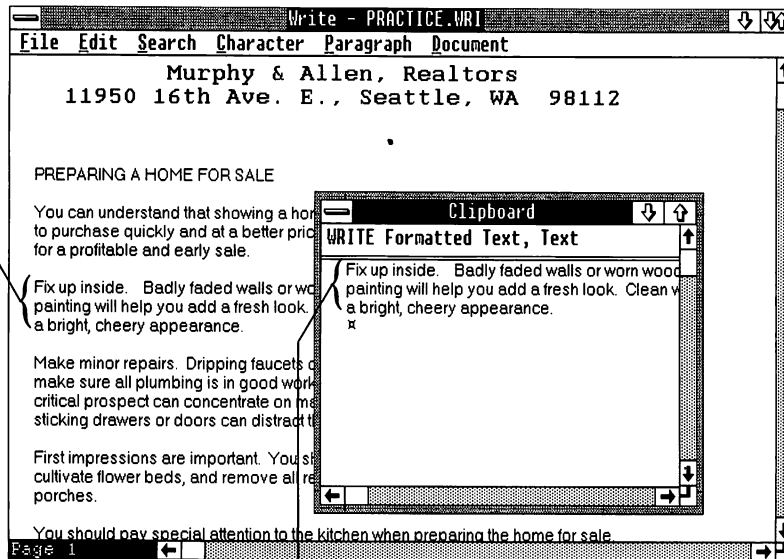 Write - PRACTICE.WRI
File Edit Search Character Paragraph Document
Murphy & Allen, Realtors
11950 16th Ave. E., Seattle, WA 98112
PREPARING A HOME FOR SALE
You can understand that showing a hom
to purchase quickly and at a better pric
for a profitable and early sale.
Fix up inside. Badly faded walls or wo
painting will help you add a fresh look.
a bright, cheery appearance.
Make minor repairs. Dripping faucets
make sure all plumbing is in good work
critical prospect can concentrate on ma
sticking drawers or doors can distract t
First impressions are important. You sh
cultivate flower beds, and remove all re
porches.
You should pay special attention to the kitchen when preparing the home for sale.
Page 1
Clipboard
WRITE Formatted Text, Text
Fix up inside. Badly faded walls or worn wood
painting will help you add a fresh look. Clean w
a bright, cheery appearance.
¤